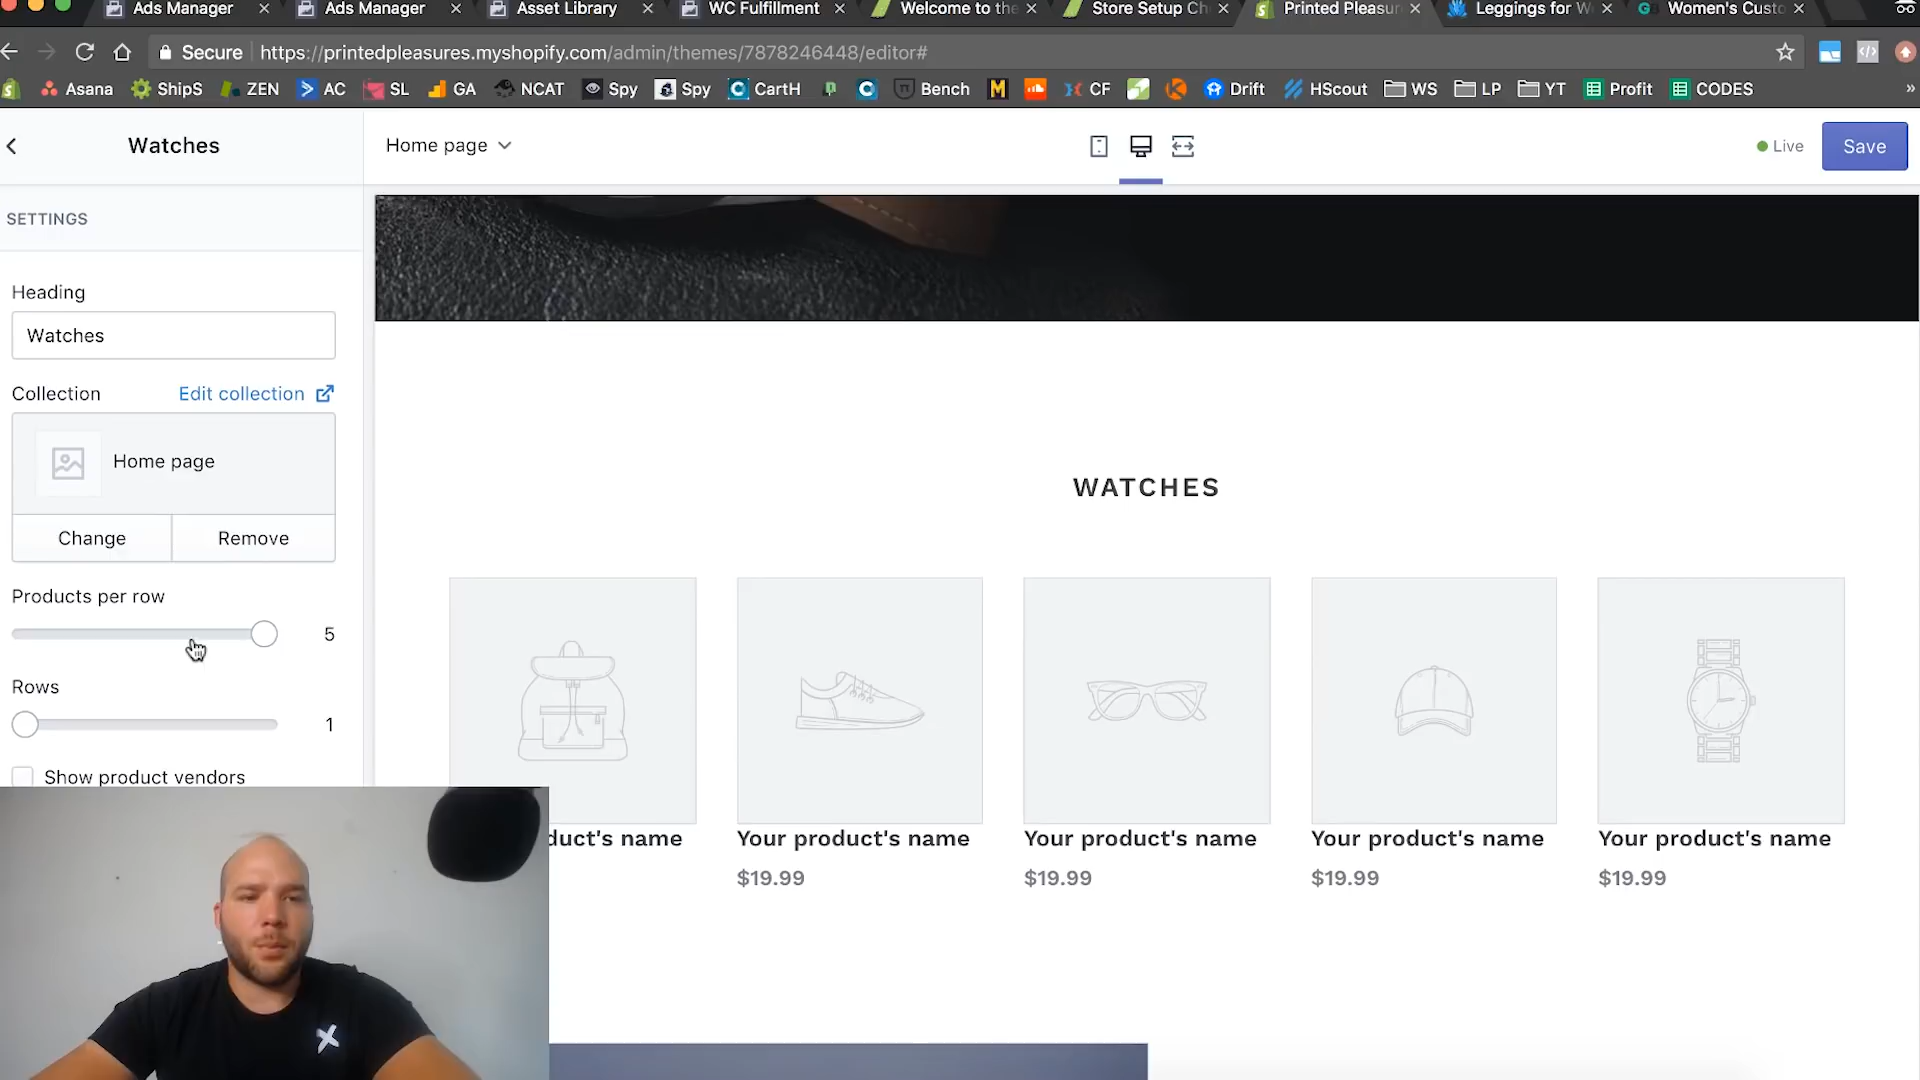 Ads Manager Ads Manager Asset Library WC Fulfillment Welcome to the Store Setup Ch Printed Pleasur Leggings for W Women's Custo
Secure https://printedpleasures.myshopify.com/admin/themes/7878246448/editor#
Asana ShipS ZEN AC SL GA NCAT Spy Spy CartH Bench CF Drift HScout WS LP YT Profit CODES »
Watches
Home page
Live
Save
SETTINGS
Heading
Watches
Collection Edit collection
Home page
Change Remove
Products per row
5
Rows
1
Show product vendors
WATCHES
duct's name Your product's name Your product's name Your product's name Your product's name
$19.99 $19.99 $19.99 $19.99